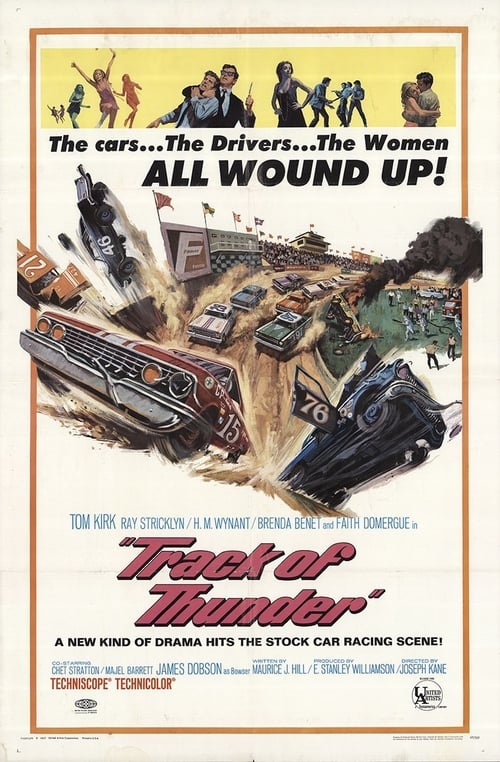 The cars...The Drivers...The Women
ALL WOUND UP!
46
12
15
76
TOM KIRK RAY STRICKLYN / H. M. WYNANT / BRENDA BENET and FAITH DOMERGUE in
"Track of
Thunder"
A NEW KIND OF DRAMA HITS THE STOCK CAR RACING SCENE!
CO-STARRING
CHET STRATTON / MAJEL BARRETT JAMES DOBSON as Bowser
WRITTEN BY
MAURICE J. HILL /
PRODUCED BY
E. STANLEY WILLIAMSON /
DIRECTED BY
JOSEPH KANE
TECHNISCOPE® TECHNICOLOR®
UNITED
ARTISTS